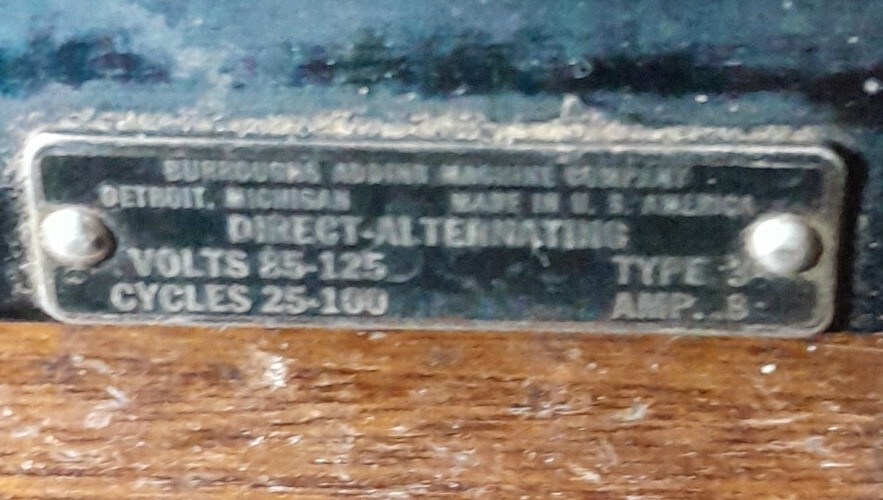 BURROUGHS ADDING MACHINE COMPANY
DETROIT, MICHIGAN MADE IN U. S. AMERICA
DIRECT-ALTERNATING
VOLTS 85-125 TYPE
CYCLES 25-100 AMP.